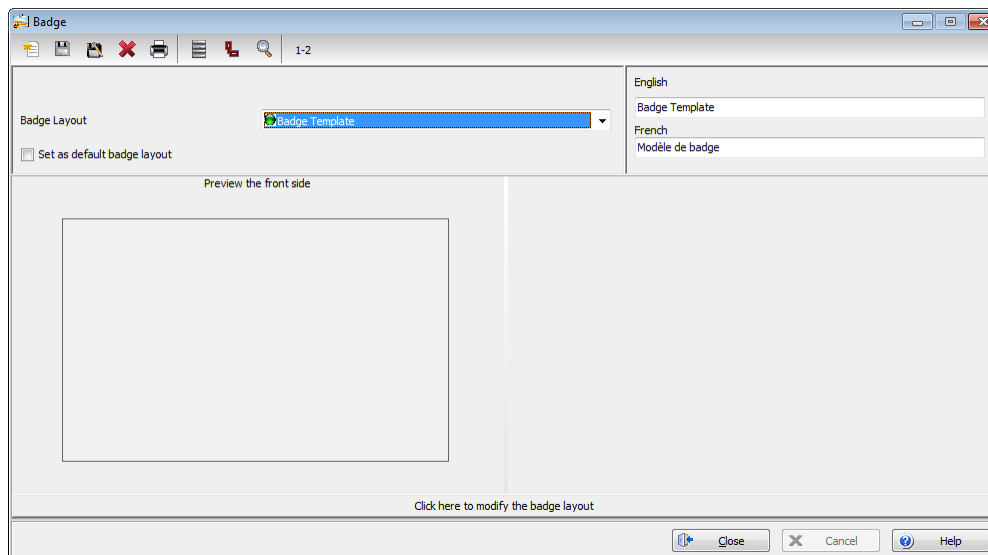 Badge
1-2
English
Badge Template
Badge Layout
Badge Template
French
Modèle de badge
Set as default badge layout
Preview the front side
Click here to modify the badge layout
Close
Cancel
Help